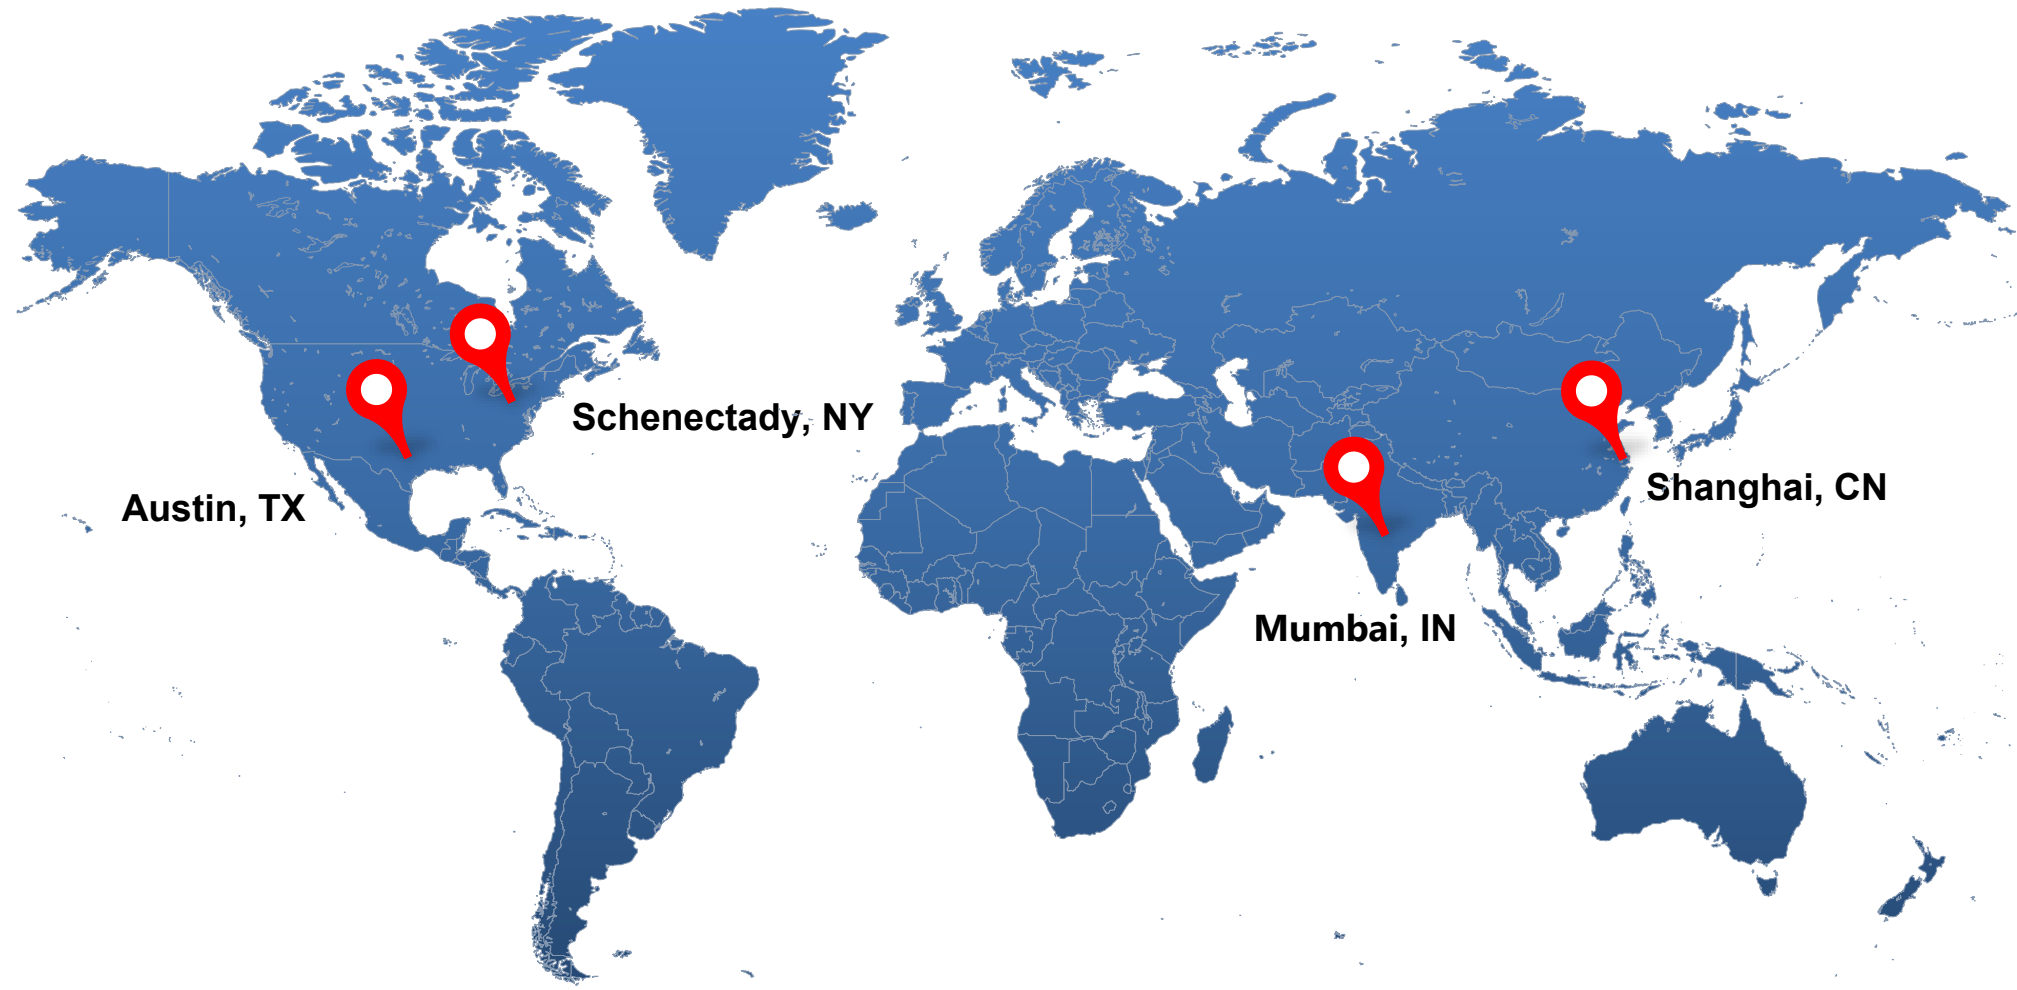 Schenectady, NY
Austin, TX
Shanghai, CN
Mumbai, IN